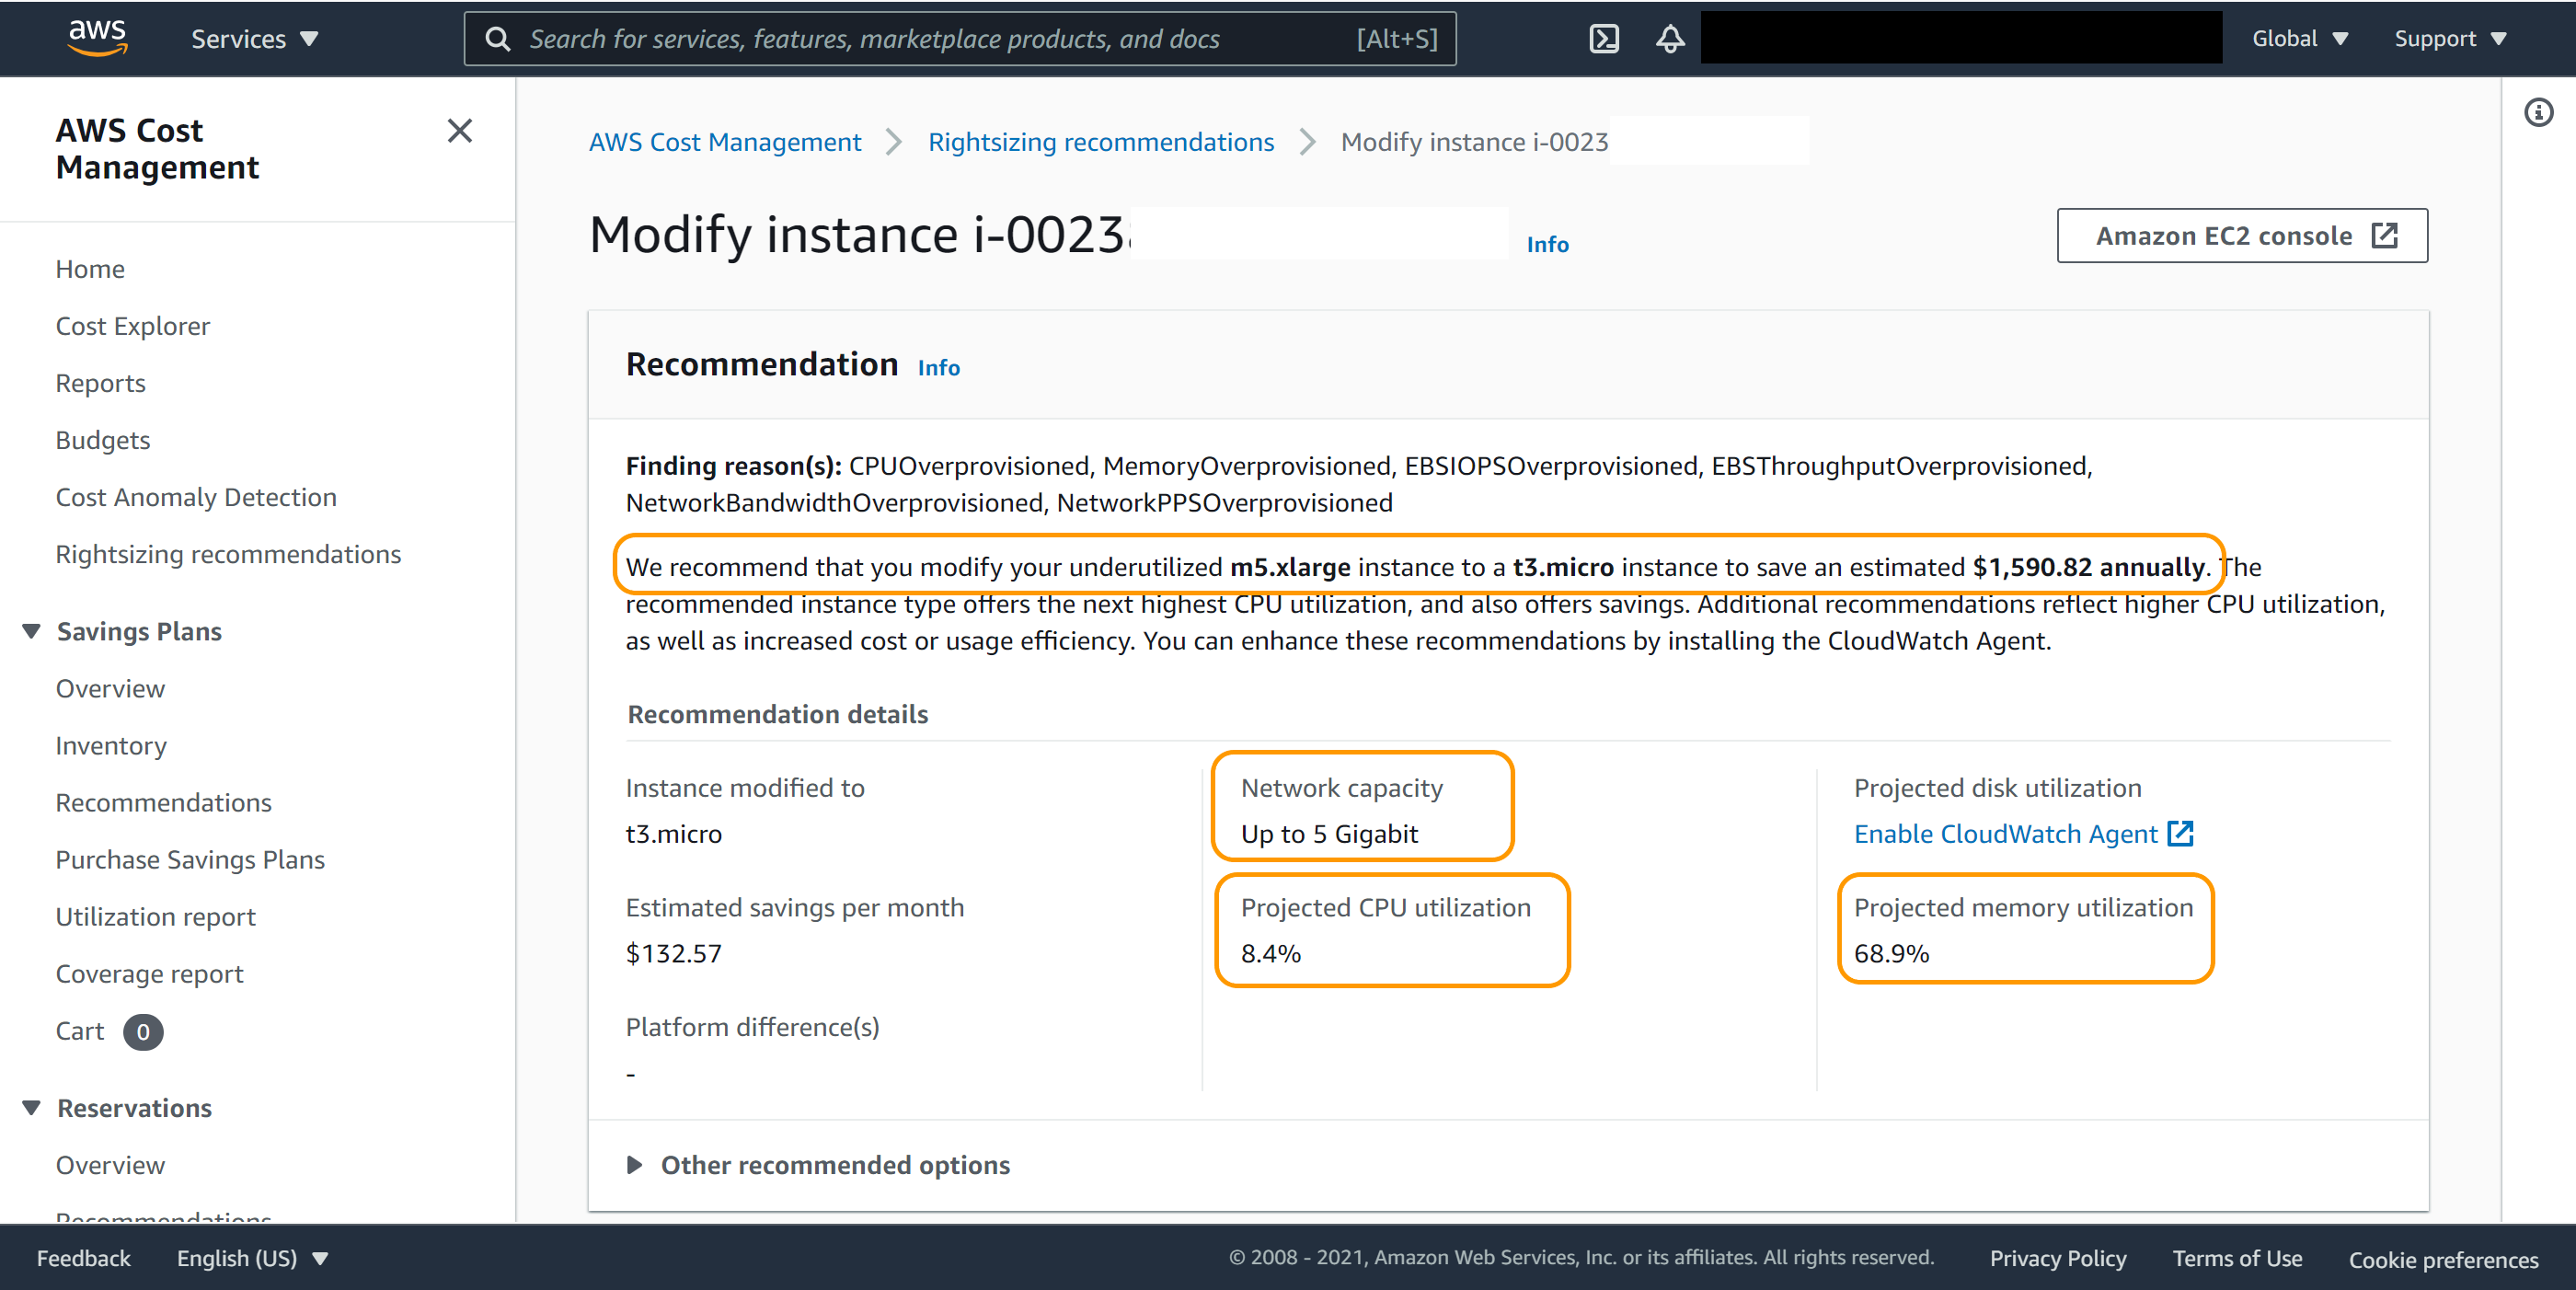 aws Services Search for services, features, marketplace products, and docs [Alt+S] Global Support
AWS Cost
Management
Home
Cost Explorer
Reports
Budgets
Cost Anomaly Detection
Rightsizing recommendations
Savings Plans
Overview
Inventory
Recommendations
Purchase Savings Plans
Utilization report
Coverage report
Cart 0
Reservations
Overview
Recommendations
AWS Cost Management Rightsizing recommendations Modify instance i-0023
Modify instance i-0023 Info
Amazon EC2 console
Recommendation Info
Finding reason(s): CPUOverprovisioned, MemoryOverprovisioned, EBSIOPSOverprovisioned, EBSThroughputOverprovisioned,
NetworkBandwidthOverprovisioned, NetworkPPSOverprovisioned
We recommend that you modify your underutilized m5.xlarge instance to a t3.micro instance to save an estimated $1,590.82 annually. The
recommended instance type offers the next highest CPU utilization, and also offers savings. Additional recommendations reflect higher CPU utilization,
as well as increased cost or usage efficiency. You can enhance these recommendations by installing the CloudWatch Agent.
Recommendation details
Instance modified to
t3.micro
Estimated savings per month
$132.57
Platform difference(s)
-
Network capacity
Up to 5 Gigabit
Projected CPU utilization
8.4%
Projected disk utilization
Enable CloudWatch Agent
Projected memory utilization
68.9%
Other recommended options
Feedback English (US) © 2008 - 2021, Amazon Web Services, Inc. or its affiliates. All rights reserved. Privacy Policy Terms of Use Cookie preferences